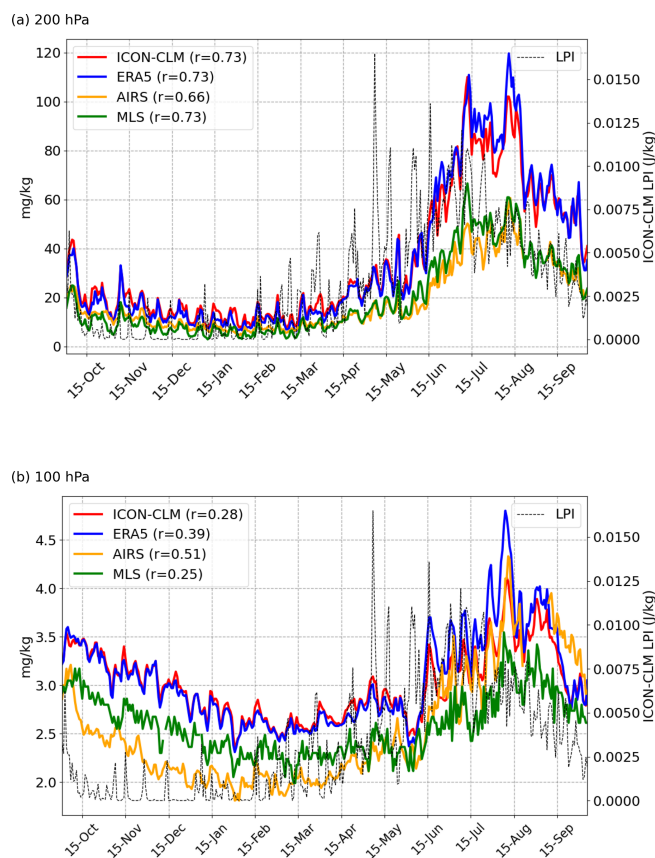 (a) 200 hPa
ICON-CLM (r=0.73)
ERA5 (r=0.73)
AIRS (r=0.66)
MLS (r=0.73)
LPI
120
100
80
60
40
20
0
mg/kg
0.0150
0.0125
0.0100
0.0075
0.0050
0.0025
0.0000
ICON-CLM LPI (J/kg)
15-Oct
15-Nov
15-Dec
15-Jan
15-Feb
15-Mar
15-Apr
15-May
15-Jun
15-Jul
15-Aug
15-Sep
(b) 100 hPa
ICON-CLM (r=0.28)
ERA5 (r=0.39)
AIRS (r=0.51)
MLS (r=0.25)
LPI
4.5
4.0
3.5
3.0
2.5
2.0
mg/kg
0.0150
0.0125
0.0100
0.0075
0.0050
0.0025
0.0000
ICON-CLM LPI (J/kg)
15-Oct
15-Nov
15-Dec
15-Jan
15-Feb
15-Mar
15-Apr
15-May
15-Jun
15-Jul
15-Aug
15-Sep